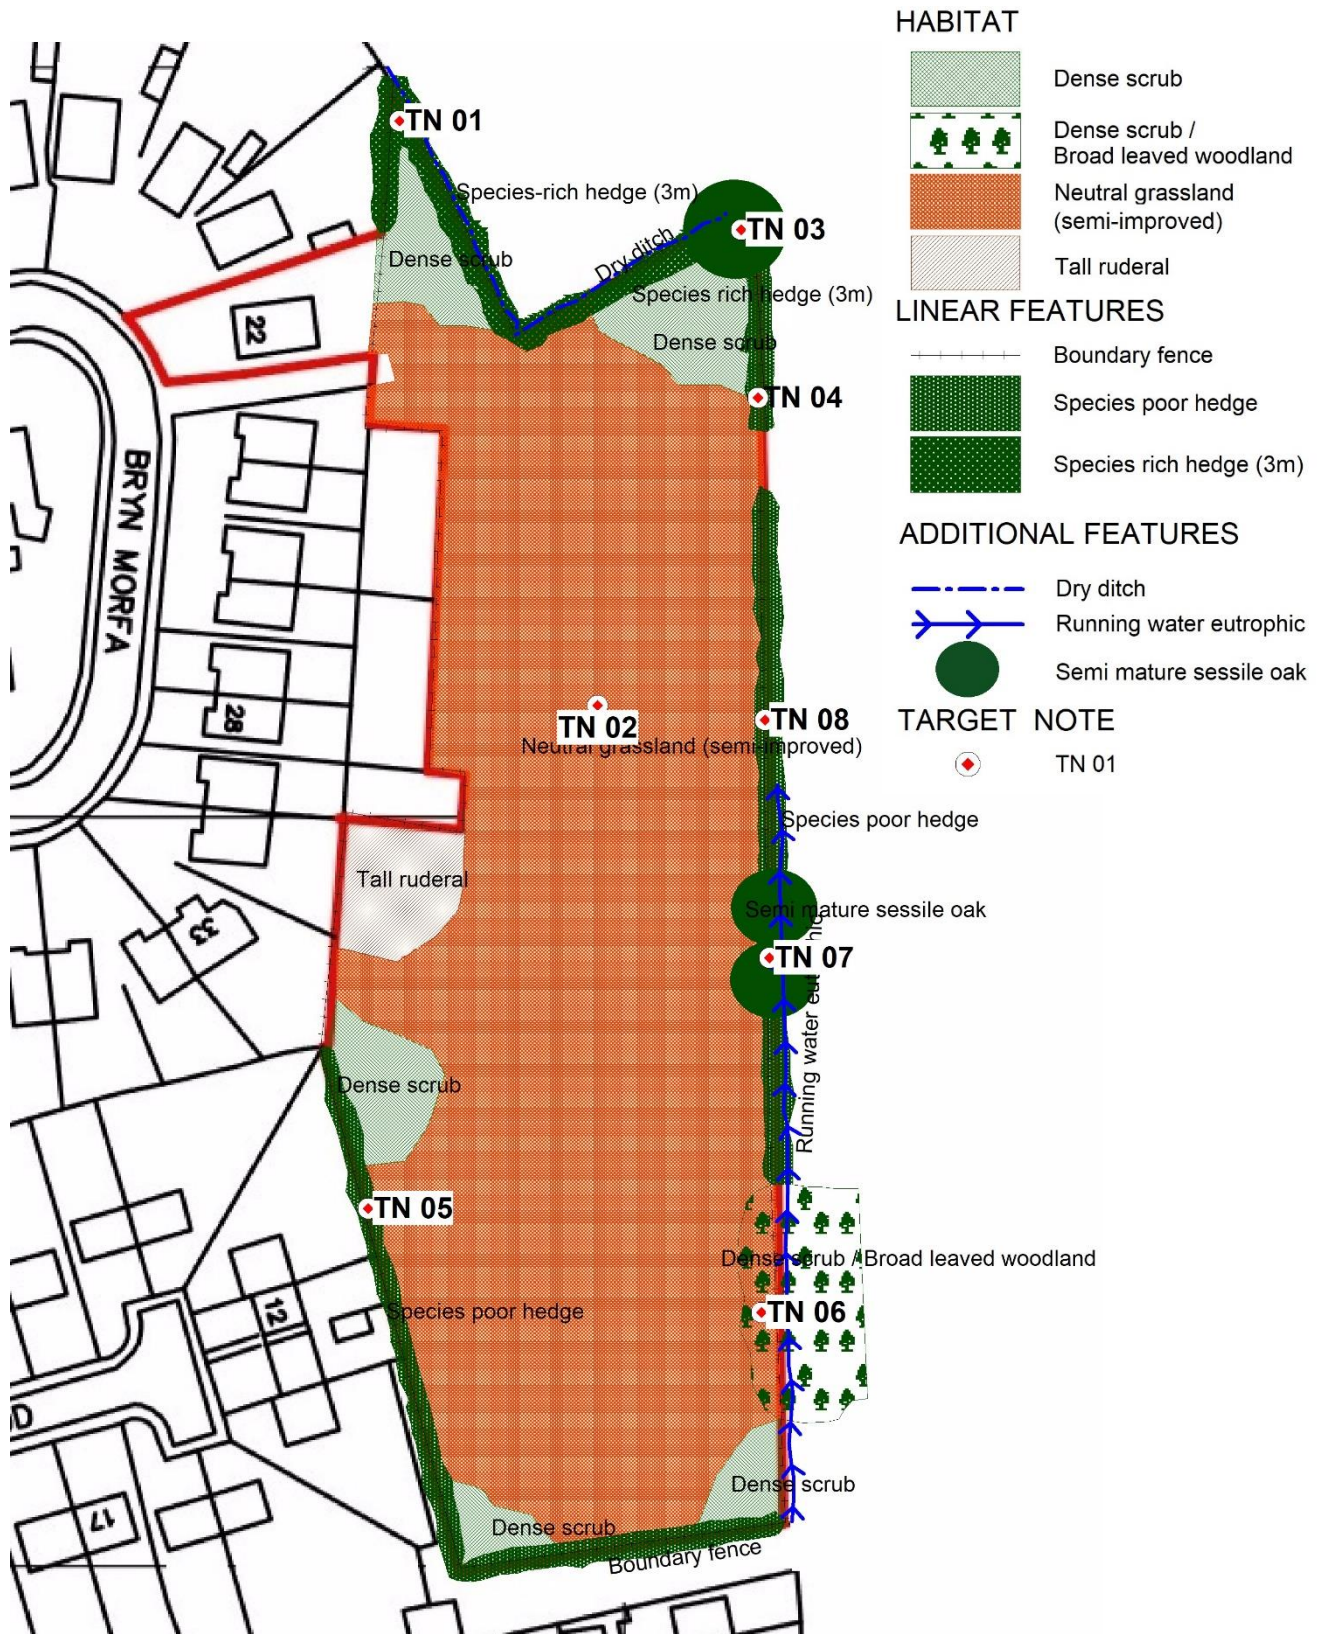 HABITAT
Dense scrub
Dense scrub /
Broad leaved woodland
Neutral grassland
(semi-improved)
Tall ruderal
LINEAR FEATURES
Boundary fence
Species poor hedge
Species rich hedge (3m)
ADDITIONAL FEATURES
Dry ditch
Running water eutrophic
Semi mature sessile oak
TARGET NOTE
TN 01
TN 01
Species-rich hedge (3m)
TN 03
Dry ditch
Dense scrub
Species rich hedge (3m)
22
Dense scrub
TN 04
BRYN MORFA
TN 02
TN 08
28
Neutral grassland (semi-improved)
Species poor hedge
Tall ruderal
Semi mature sessile oak
33
TN 07
Running water eutrophic
Dense scrub
TN 05
Dense scrub / Broad leaved woodland
12
Species poor hedge
TN 06
D
Dense scrub
17
Dense scrub
Boundary fence